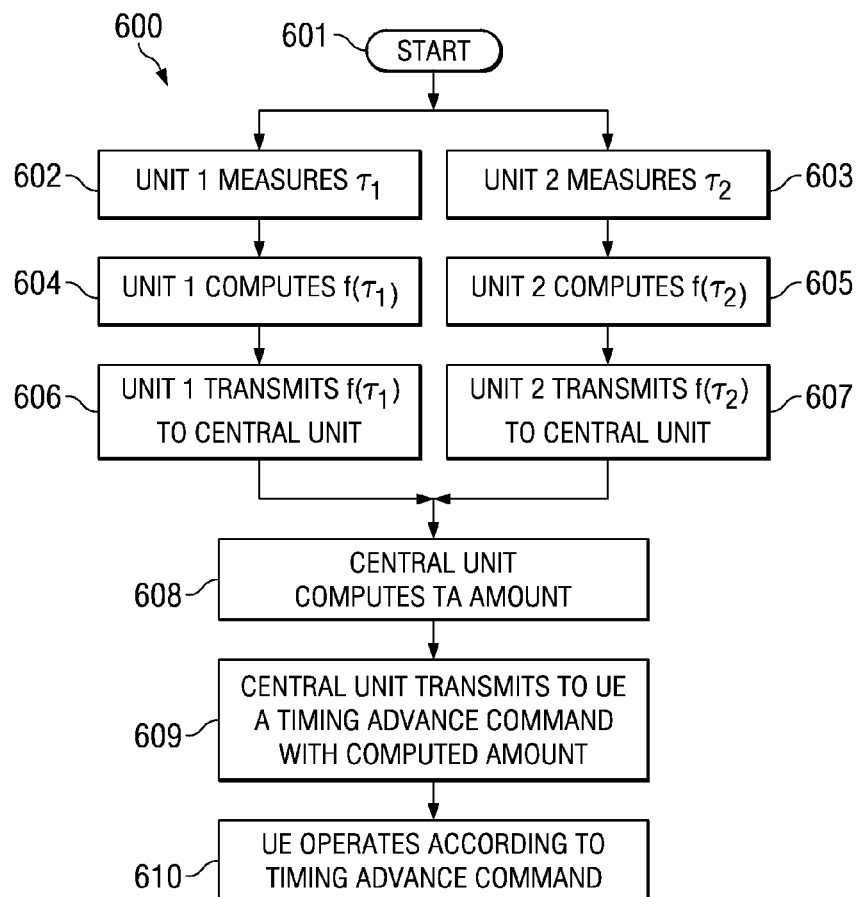 600
601
START
602
UNIT 1 MEASURES τ1
UNIT 2 MEASURES τ2
603
604
UNIT 1 COMPUTES f(τ1)
UNIT 2 COMPUTES f(τ2)
605
606
UNIT 1 TRANSMITS f(τ1)
TO CENTRAL UNIT
UNIT 2 TRANSMITS f(τ2)
TO CENTRAL UNIT
607
608
CENTRAL UNIT
COMPUTES TA AMOUNT
609
CENTRAL UNIT TRANSMITS TO UE
A TIMING ADVANCE COMMAND
WITH COMPUTED AMOUNT
610
UE OPERATES ACCORDING TO
TIMING ADVANCE COMMAND